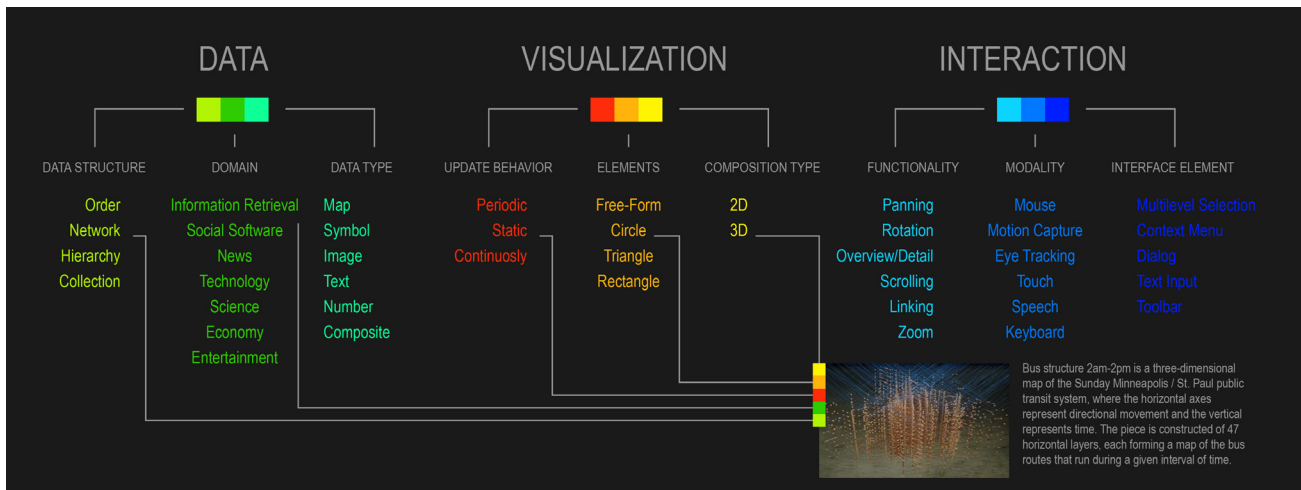 DATA
VISUALIZATION
INTERACTION
DATA STRUCTURE
DOMAIN
DATA TYPE
UPDATE BEHAVIOR
ELEMENTS
COMPOSITION TYPE
FUNCTIONALITY
MODALITY
INTERFACE ELEMENT
Order
Network
Hierarchy
Collection
Information Retrieval
Social Software
News
Technology
Science
Economy
Entertainment
Map
Symbol
Image
Text
Number
Composite
Periodic
Static
Continuosly
Free-Form
Circle
Triangle
Rectangle
2D
3D
Panning
Rotation
Overview/Detail
Scrolling
Linking
Zoom
Mouse
Motion Capture
Eye Tracking
Touch
Speech
Keyboard
Multilevel Selection
Context Menu
Dialog
Text Input
Toolbar
Bus structure 2am-2pm is a three-dimensional
map of the Sunday Minneapolis / St. Paul public
transit system, where the horizontal axes
represent directional movement and the vertical
represents time. The piece is constructed of 47
horizontal layers, each forming a map of the bus
routes that run during a given interval of time.